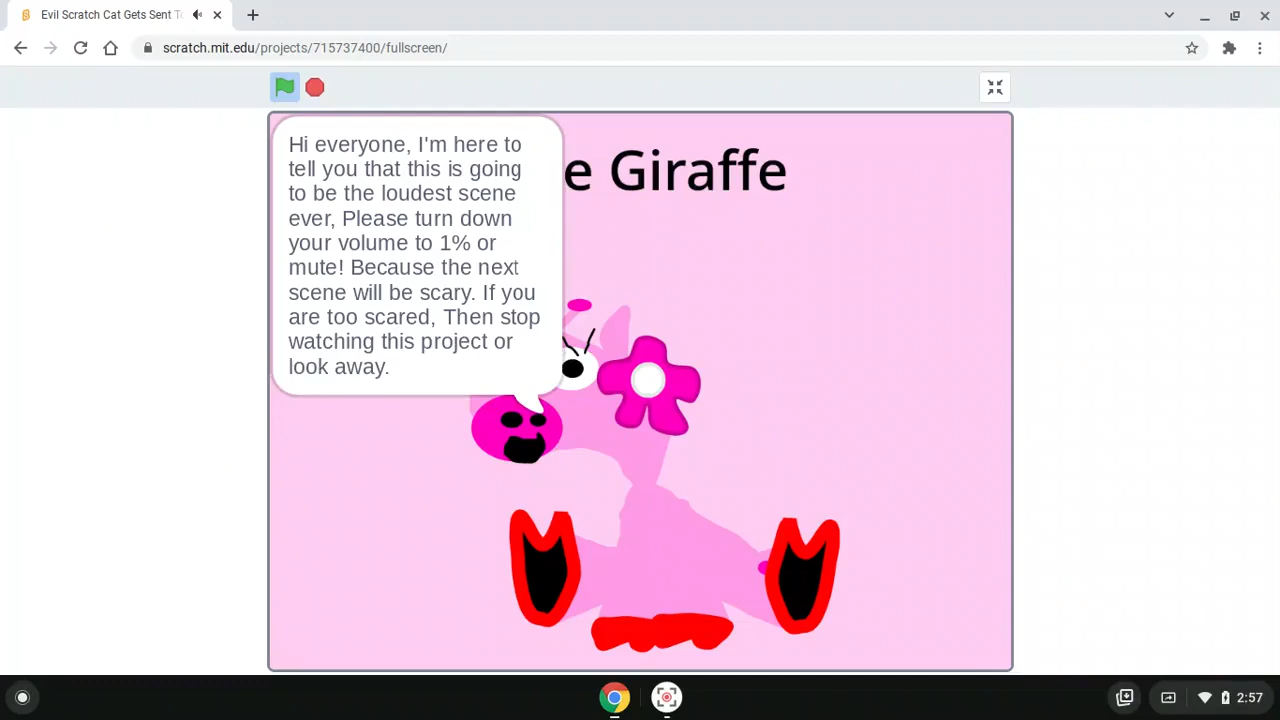 Evil Scratch Cat Gets Sent To
scratch.mit.edu/projects/715737400/fullscreen/
Hi everyone, I'm here to
tell you that this is going
to be the loudest scene
ever, Please turn down
your volume to 1% or
mute! Because the next
scene will be scary. If you
are too scared, Then stop
watching this project or
look away.
e Giraffe
2:57